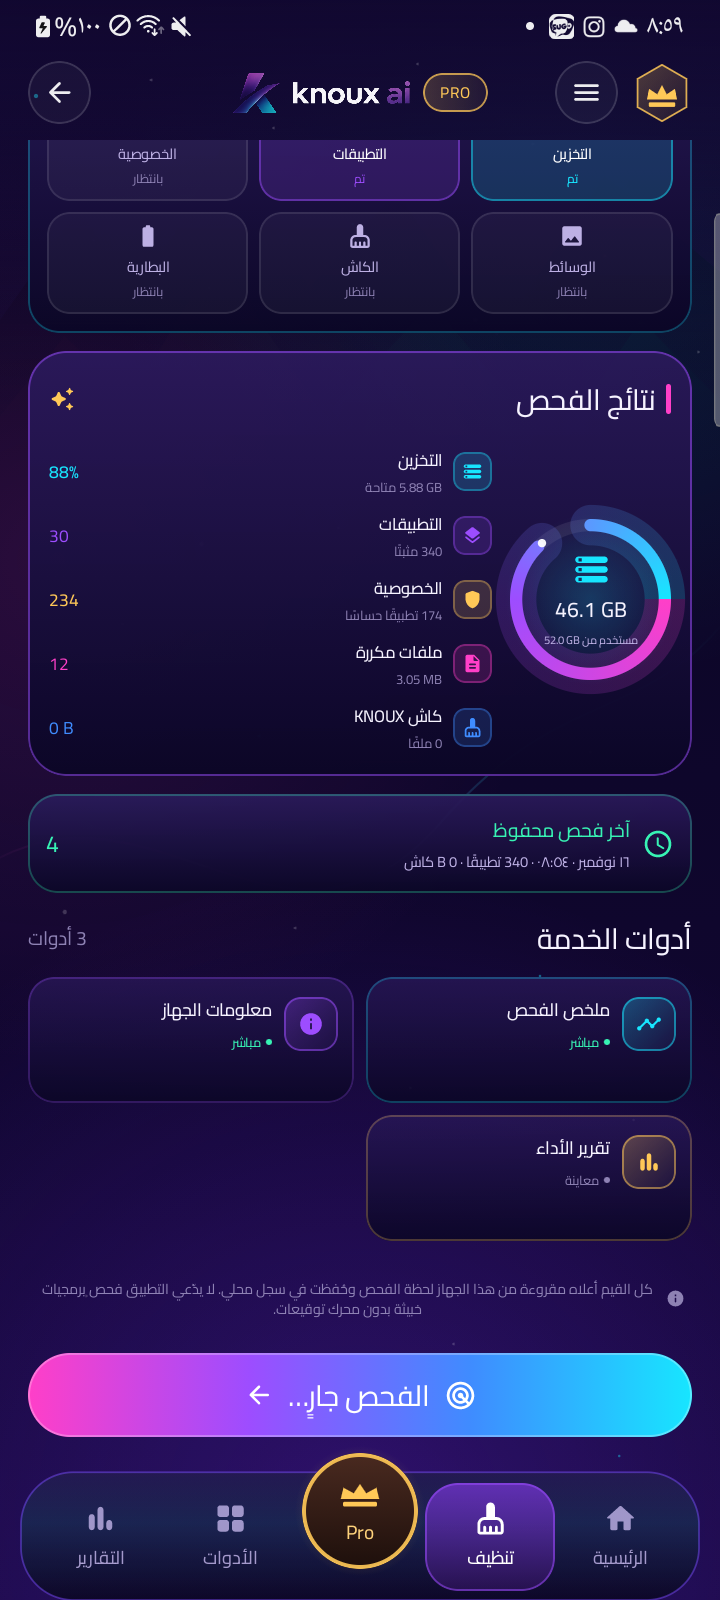 ٨:٥٩
%١٠٠
knoux ai
PRO
التخزين
تم
التطبيقات
تم
الخصوصية
بانتظار
الوسائط
بانتظار
الكاش
بانتظار
البطارية
بانتظار
نتائج الفحص
46.1 GB
مستخدم من 52.0 GB
التخزين
5.88 GB متاحة
88%
التطبيقات
340 مثبتًا
30
الخصوصية
174 تطبيقًا حساسًا
234
ملفات مكررة
3.05 MB
12
كاش KNOUX
0 ملفًا
0 B
آخر فحص محفوظ
١٦ نوفمبر · ٠٨:٥٤ · 340 تطبيقًا · 0 B كاش
4
أدوات الخدمة
3 أدوات
ملخص الفحص
مباشر
معلومات الجهاز
مباشر
تقرير الأداء
معاينة
كل القيم أعلاه مقروءة من هذا الجهاز لحظة الفحص وحُفظت في سجل محلي. لا يدّعي التطبيق فحص برمجيات
خبيثة بدون محرك توقيعات.
الفحص جارٍ...
الرئيسية
تنظيف
Pro
الأدوات
التقارير